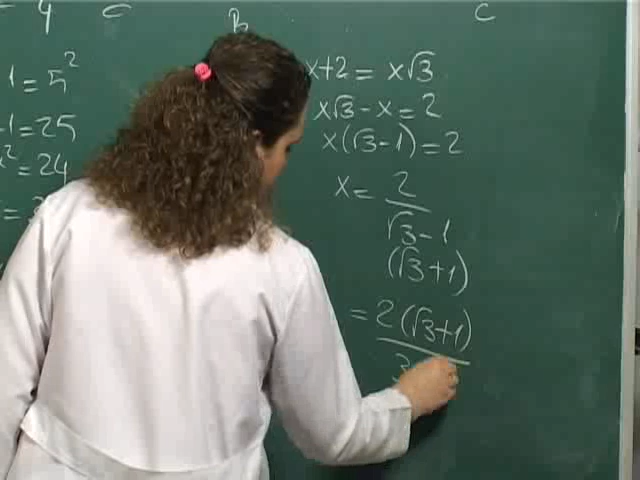 4
B
C
1 = 5²
-1 = 25
² = 24
=
x+2 = x√3
x√3 - x = 2
x(√3 - 1) = 2
x = 2
√3 - 1
(√3 + 1)
= 2(√3+1)
3